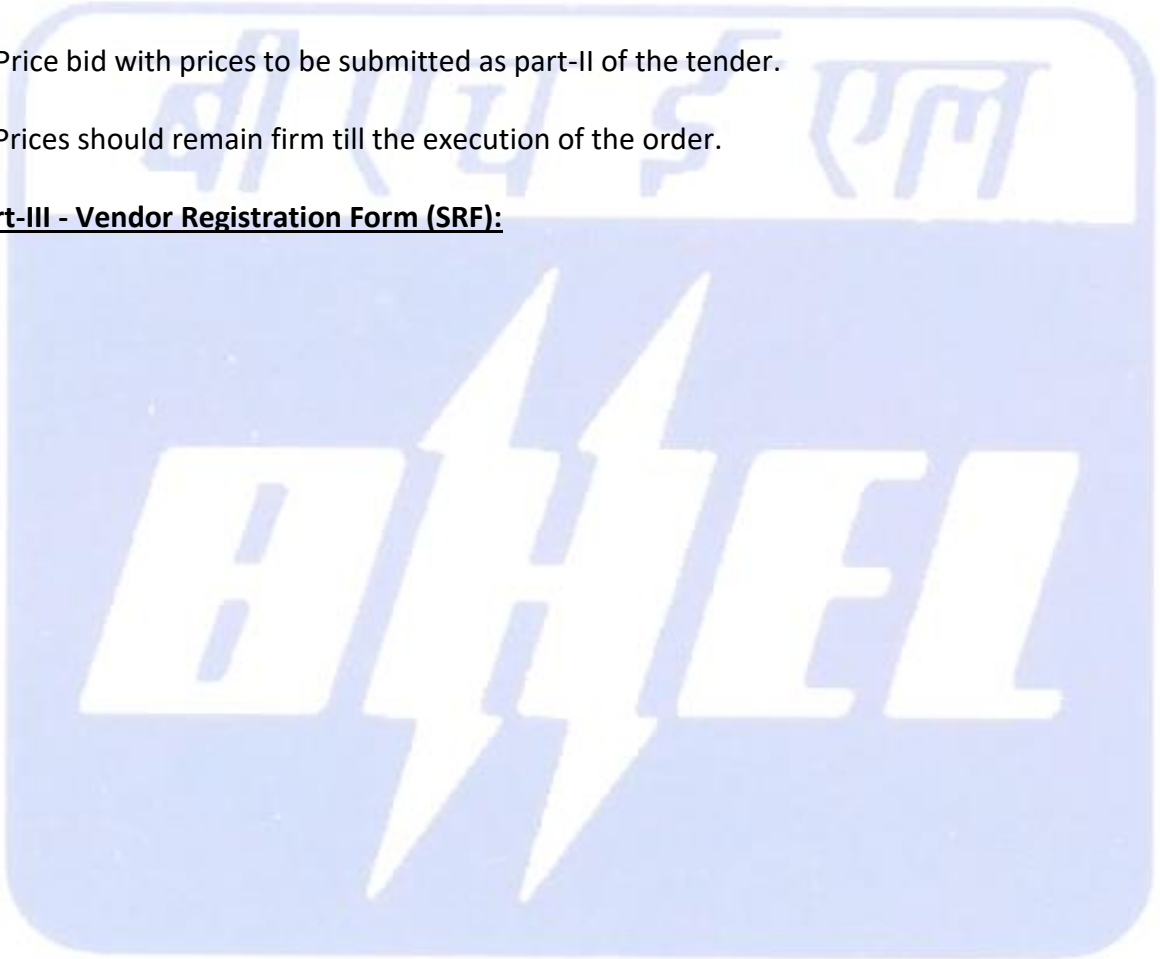 Price bid with prices to be submitted as part-II of the tender.
Prices should remain firm till the execution of the order.
rt-III - Vendor Registration Form (SRF):
बी एच ई एल
BHEL